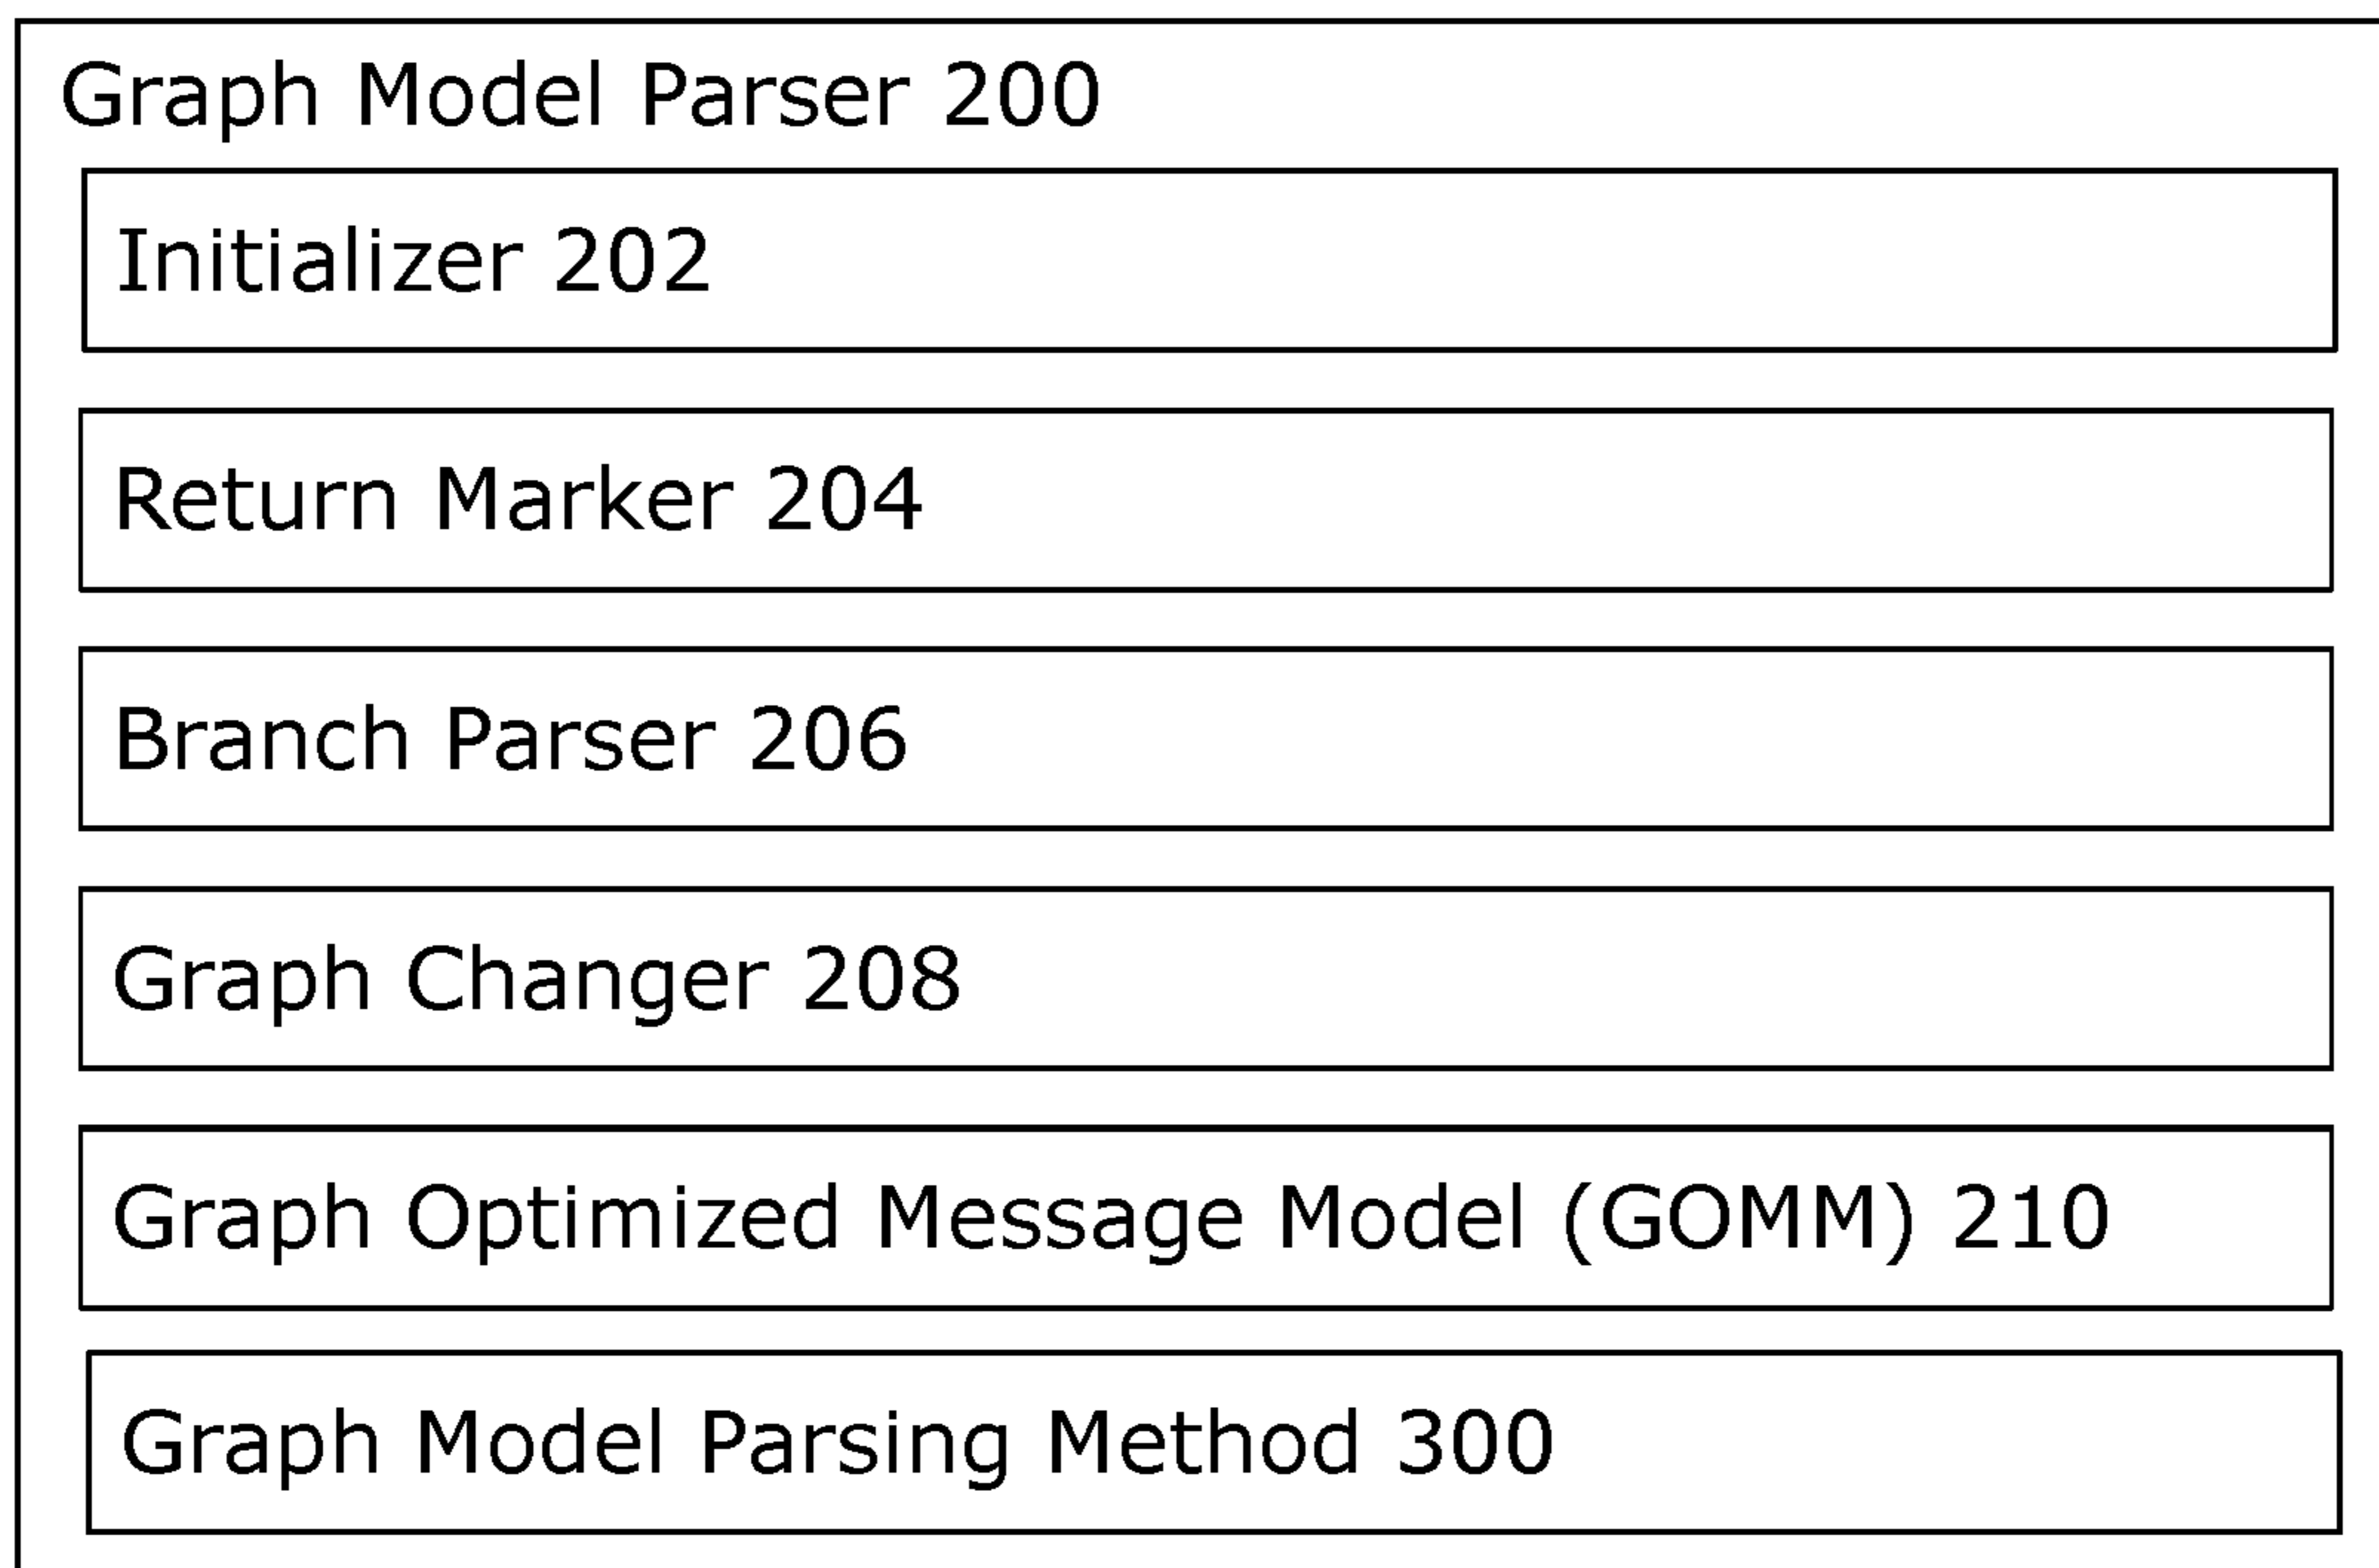 Graph Model Parser 200
Initializer 202
Return Marker 204
Branch Parser 206
Graph Changer 208
Graph Optimized Message Model (GOMM) 210
Graph Model Parsing Method 300